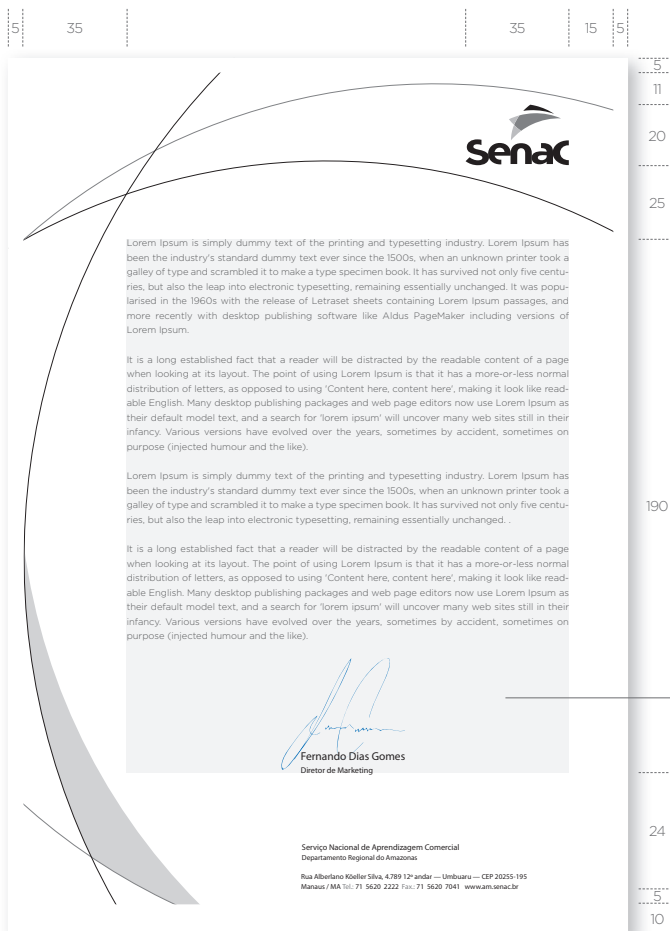 5 35 35 15 5
5
11
20
Senac
25
Lorem Ipsum is simply dummy text of the printing and typesetting industry. Lorem Ipsum has
been the industry's standard dummy text ever since the 1500s, when an unknown printer took a
galley of type and scrambled it to make a type specimen book. It has survived not only five centu-
ries, but also the leap into electronic typesetting, remaining essentially unchanged. It was popu-
larised in the 1960s with the release of Letraset sheets containing Lorem Ipsum passages, and
more recently with desktop publishing software like Aldus PageMaker including versions of
Lorem Ipsum.
It is a long established fact that a reader will be distracted by the readable content of a page
when looking at its layout. The point of using Lorem Ipsum is that it has a more-or-less normal
distribution of letters, as opposed to using 'Content here, content here', making it look like read-
able English. Many desktop publishing packages and web page editors now use Lorem Ipsum as
their default model text, and a search for 'lorem ipsum' will uncover many web sites still in their
infancy. Various versions have evolved over the years, sometimes by accident, sometimes on
purpose (injected humour and the like).
Lorem Ipsum is simply dummy text of the printing and typesetting industry. Lorem Ipsum has
been the industry's standard dummy text ever since the 1500s, when an unknown printer took a
galley of type and scrambled it to make a type specimen book. It has survived not only five centu-
ries, but also the leap into electronic typesetting, remaining essentially unchanged. .
190
It is a long established fact that a reader will be distracted by the readable content of a page
when looking at its layout. The point of using Lorem Ipsum is that it has a more-or-less normal
distribution of letters, as opposed to using 'Content here, content here', making it look like read-
able English. Many desktop publishing packages and web page editors now use Lorem Ipsum as
their default model text, and a search for 'lorem ipsum' will uncover many web sites still in their
infancy. Various versions have evolved over the years, sometimes by accident, sometimes on
purpose (injected humour and the like).
Fernando Dias Gomes
Diretor de Marketing
24
Serviço Nacional de Aprendizagem Comercial
Departamento Regional do Amazonas
Rua Alberlano Köeller Silva, 4.789 12º andar — Umbuaru — CEP 20255-195
Manaus / MA Tel.: 71 5620 2222 Fax.: 71 5620 7041 www.am.senac.br
5
10